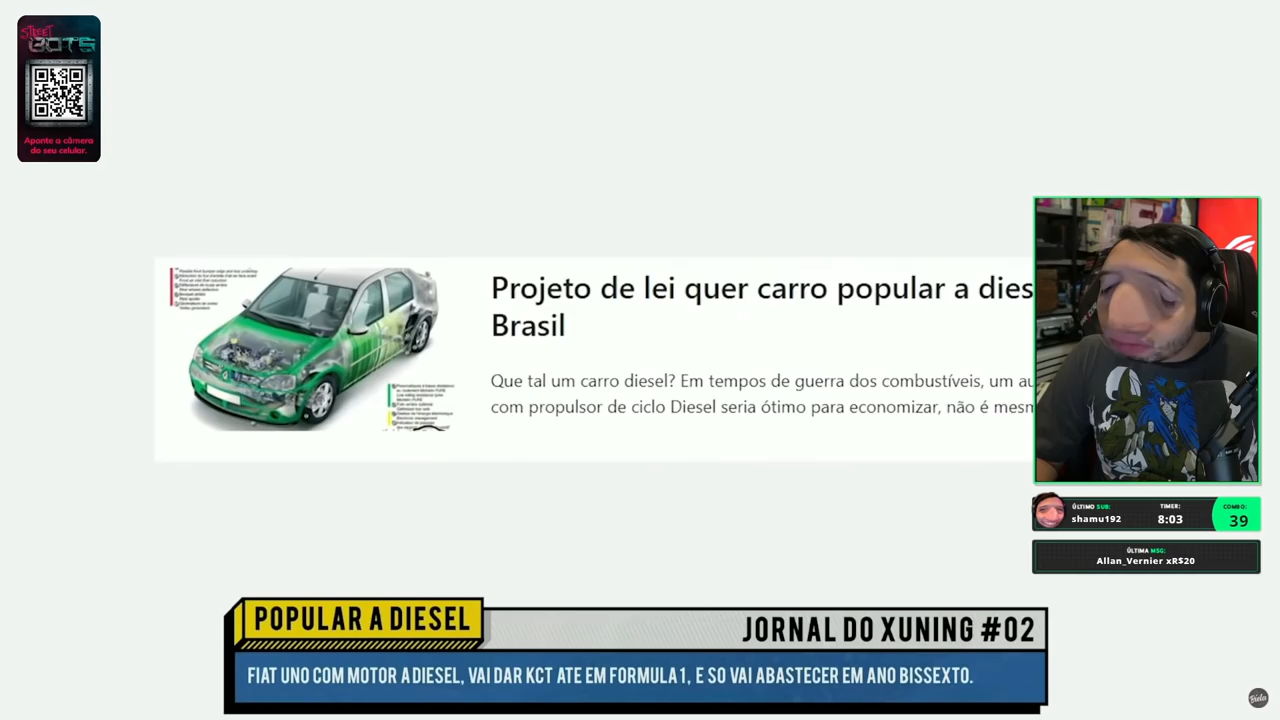 STREET
BOTS
Aponte a câmera
do seu celular.
Projeto de lei quer carro popular a dies
Brasil
Que tal um carro diesel? Em tempos de guerra dos combustíveis, um au
com propulsor de ciclo Diesel seria ótimo para economizar, não é mesm
ÚLTIMO SUB:
shamu192
TIMER:
8:03
COMBO:
39
ÚLTIMA MSG:
Allan_Vernier xR$20
POPULAR A DIESEL
JORNAL DO XUNING #02
FIAT UNO COM MOTOR A DIESEL, VAI DAR KCT ATE EM FORMULA 1, E SO VAI ABASTECER EM ANO BISSEXTO.
Biela